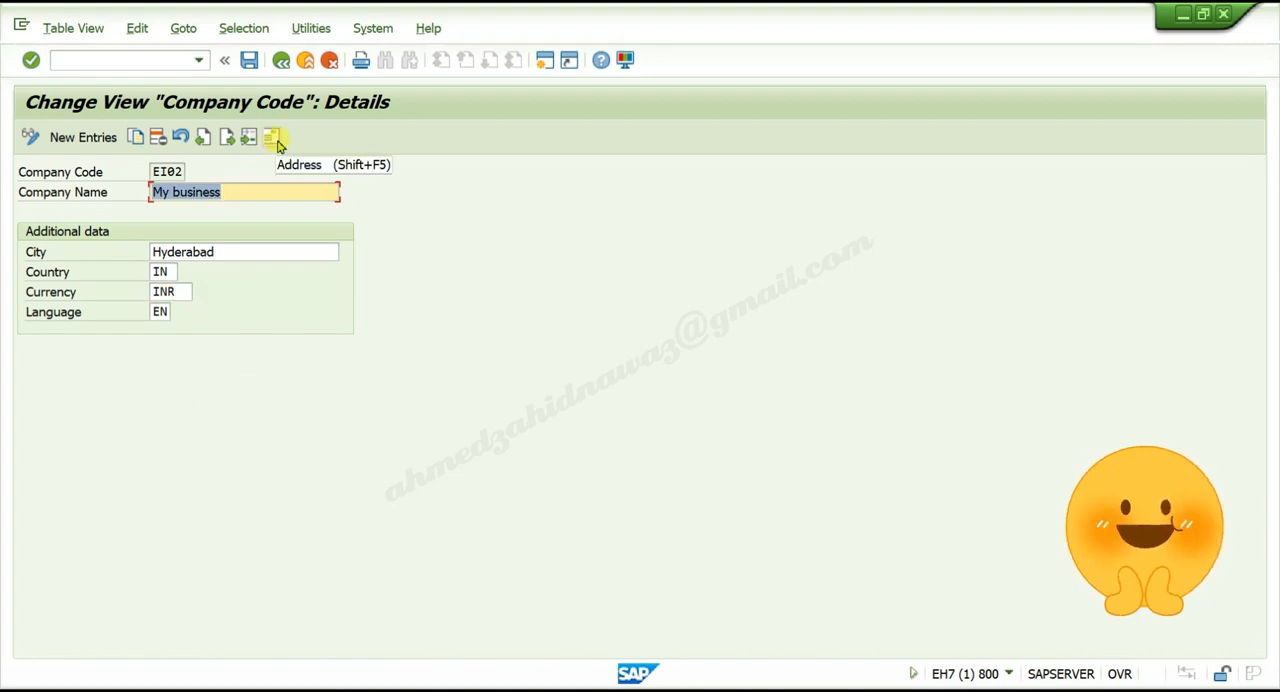 Table View Edit Goto Selection Utilities System Help
Change View "Company Code": Details
New Entries
Address (Shift+F5)
Company Code EI02
Company Name My business
Additional data
City Hyderabad
Country IN
Currency INR
Language EN
ahmedzahidnawaz@gmail.com
SAP EH7 (1) 800 SAPSERVER OVR